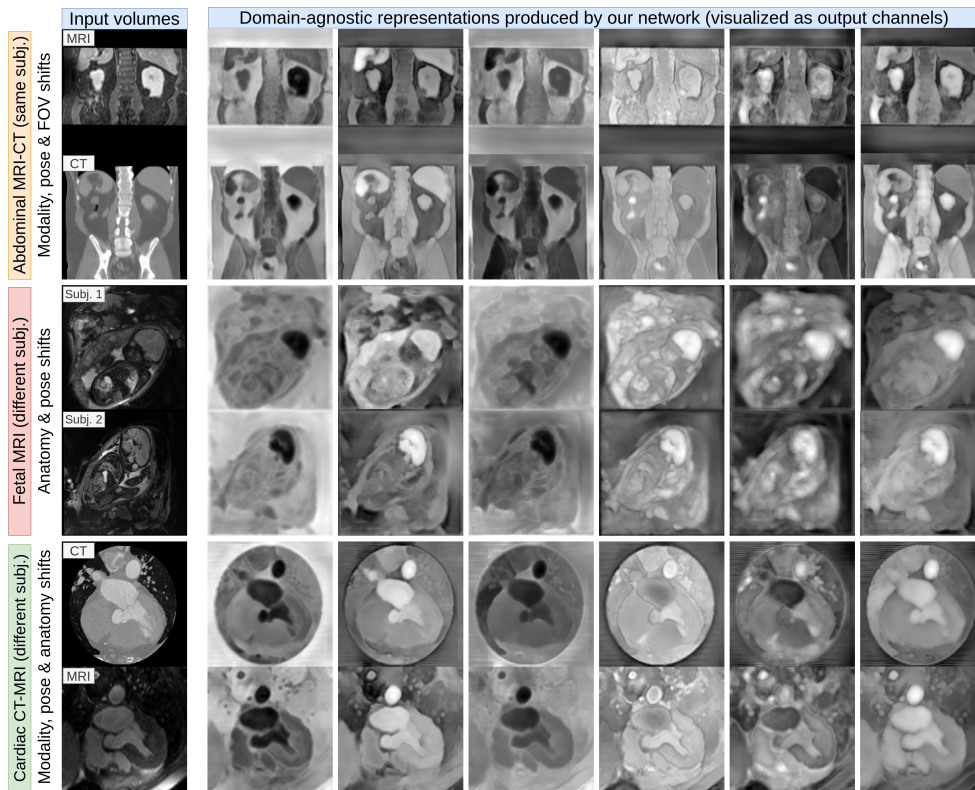 Input volumes
Domain-agnostic representations produced by our network (visualized as output channels)
Abdominal MRI-CT (same subj.)
Modality, pose & FOV shifts
MRI
CT
Fetal MRI (different subj.)
Anatomy & pose shifts
Subj. 1
Subj. 2
Cardiac CT-MRI (different subj.)
Modality, pose & anatomy shifts
CT
MRI